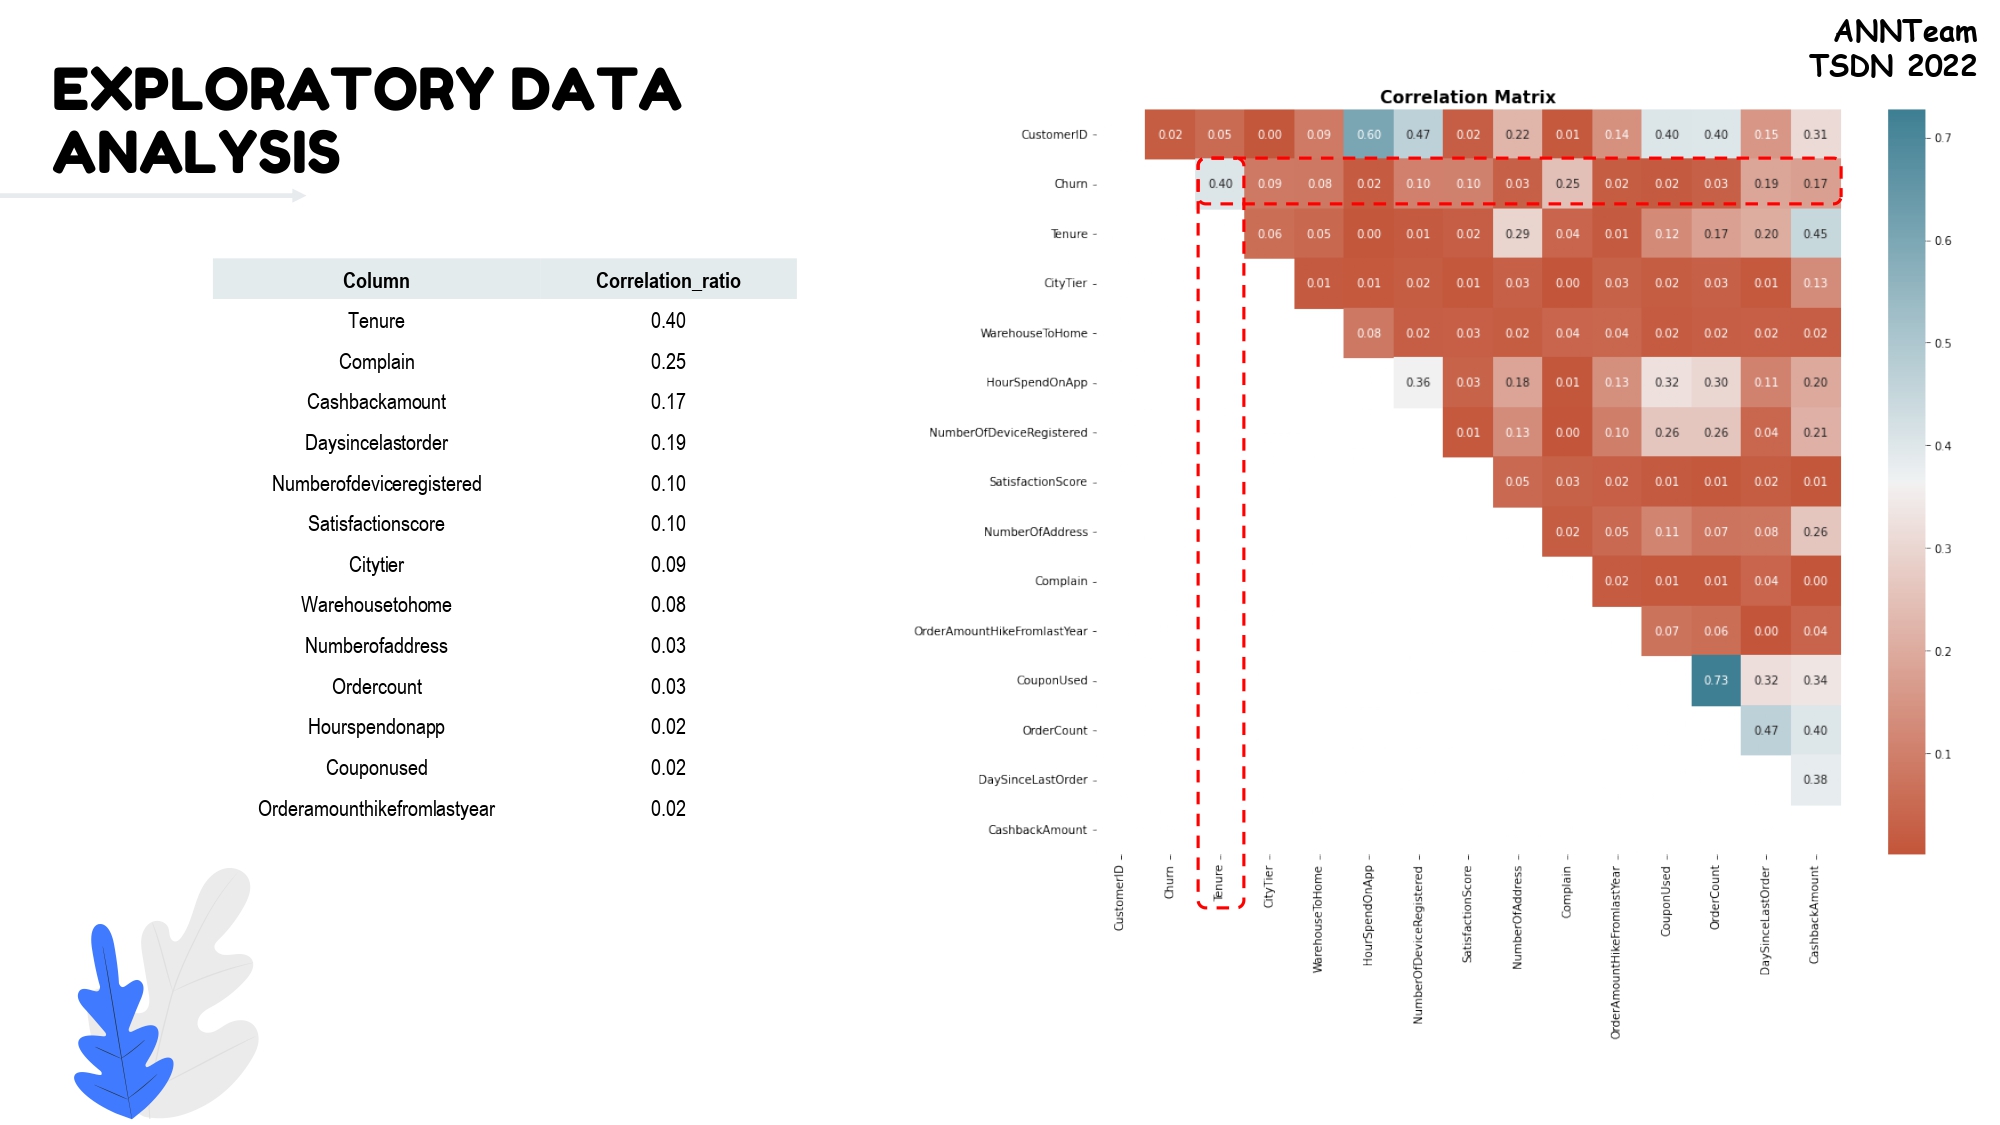 ANNTeam
TSDN 2022
EXPLORATORY DATA
ANALYSIS
Column Correlation_ratio
Tenure 0.40
Complain 0.25
Cashbackamount 0.17
Daysincelastorder 0.19
Numberofdeviceregistered 0.10
Satisfactionscore 0.10
Citytier 0.09
Warehousetohome 0.08
Numberofaddress 0.03
Ordercount 0.03
Hourspendonapp 0.02
Couponused 0.02
Orderamounthikefromlastyear 0.02
Correlation Matrix
CustomerID 0.02 0.05 0.00 0.09 0.60 0.47 0.02 0.22 0.01 0.14 0.40 0.40 0.15 0.31
Churn 0.40 0.09 0.08 0.02 0.10 0.10 0.03 0.25 0.02 0.02 0.03 0.19 0.17
Tenure 0.06 0.05 0.00 0.01 0.02 0.29 0.04 0.01 0.12 0.17 0.20 0.45
CityTier 0.01 0.01 0.02 0.01 0.03 0.00 0.03 0.02 0.03 0.01 0.13
WarehouseToHome 0.08 0.02 0.03 0.02 0.04 0.04 0.02 0.02 0.02 0.02
HourSpendOnApp 0.36 0.03 0.18 0.01 0.13 0.32 0.30 0.11 0.20
NumberOfDeviceRegistered 0.01 0.13 0.00 0.10 0.26 0.26 0.04 0.21
SatisfactionScore 0.05 0.03 0.02 0.01 0.01 0.02 0.01
NumberOfAddress 0.02 0.05 0.11 0.07 0.08 0.26
Complain 0.02 0.01 0.01 0.04 0.00
OrderAmountHikeFromlastYear 0.07 0.06 0.00 0.04
CouponUsed 0.73 0.32 0.34
OrderCount 0.47 0.40
DaySinceLastOrder 0.38
CashbackAmount
CustomerID
Churn
Tenure
CityTier
WarehouseToHome
HourSpendOnApp
NumberOfDeviceRegistered
SatisfactionScore
NumberOfAddress
Complain
OrderAmountHikeFromlastYear
CouponUsed
OrderCount
DaySinceLastOrder
CashbackAmount
0.7
0.6
0.5
0.4
0.3
0.2
0.1